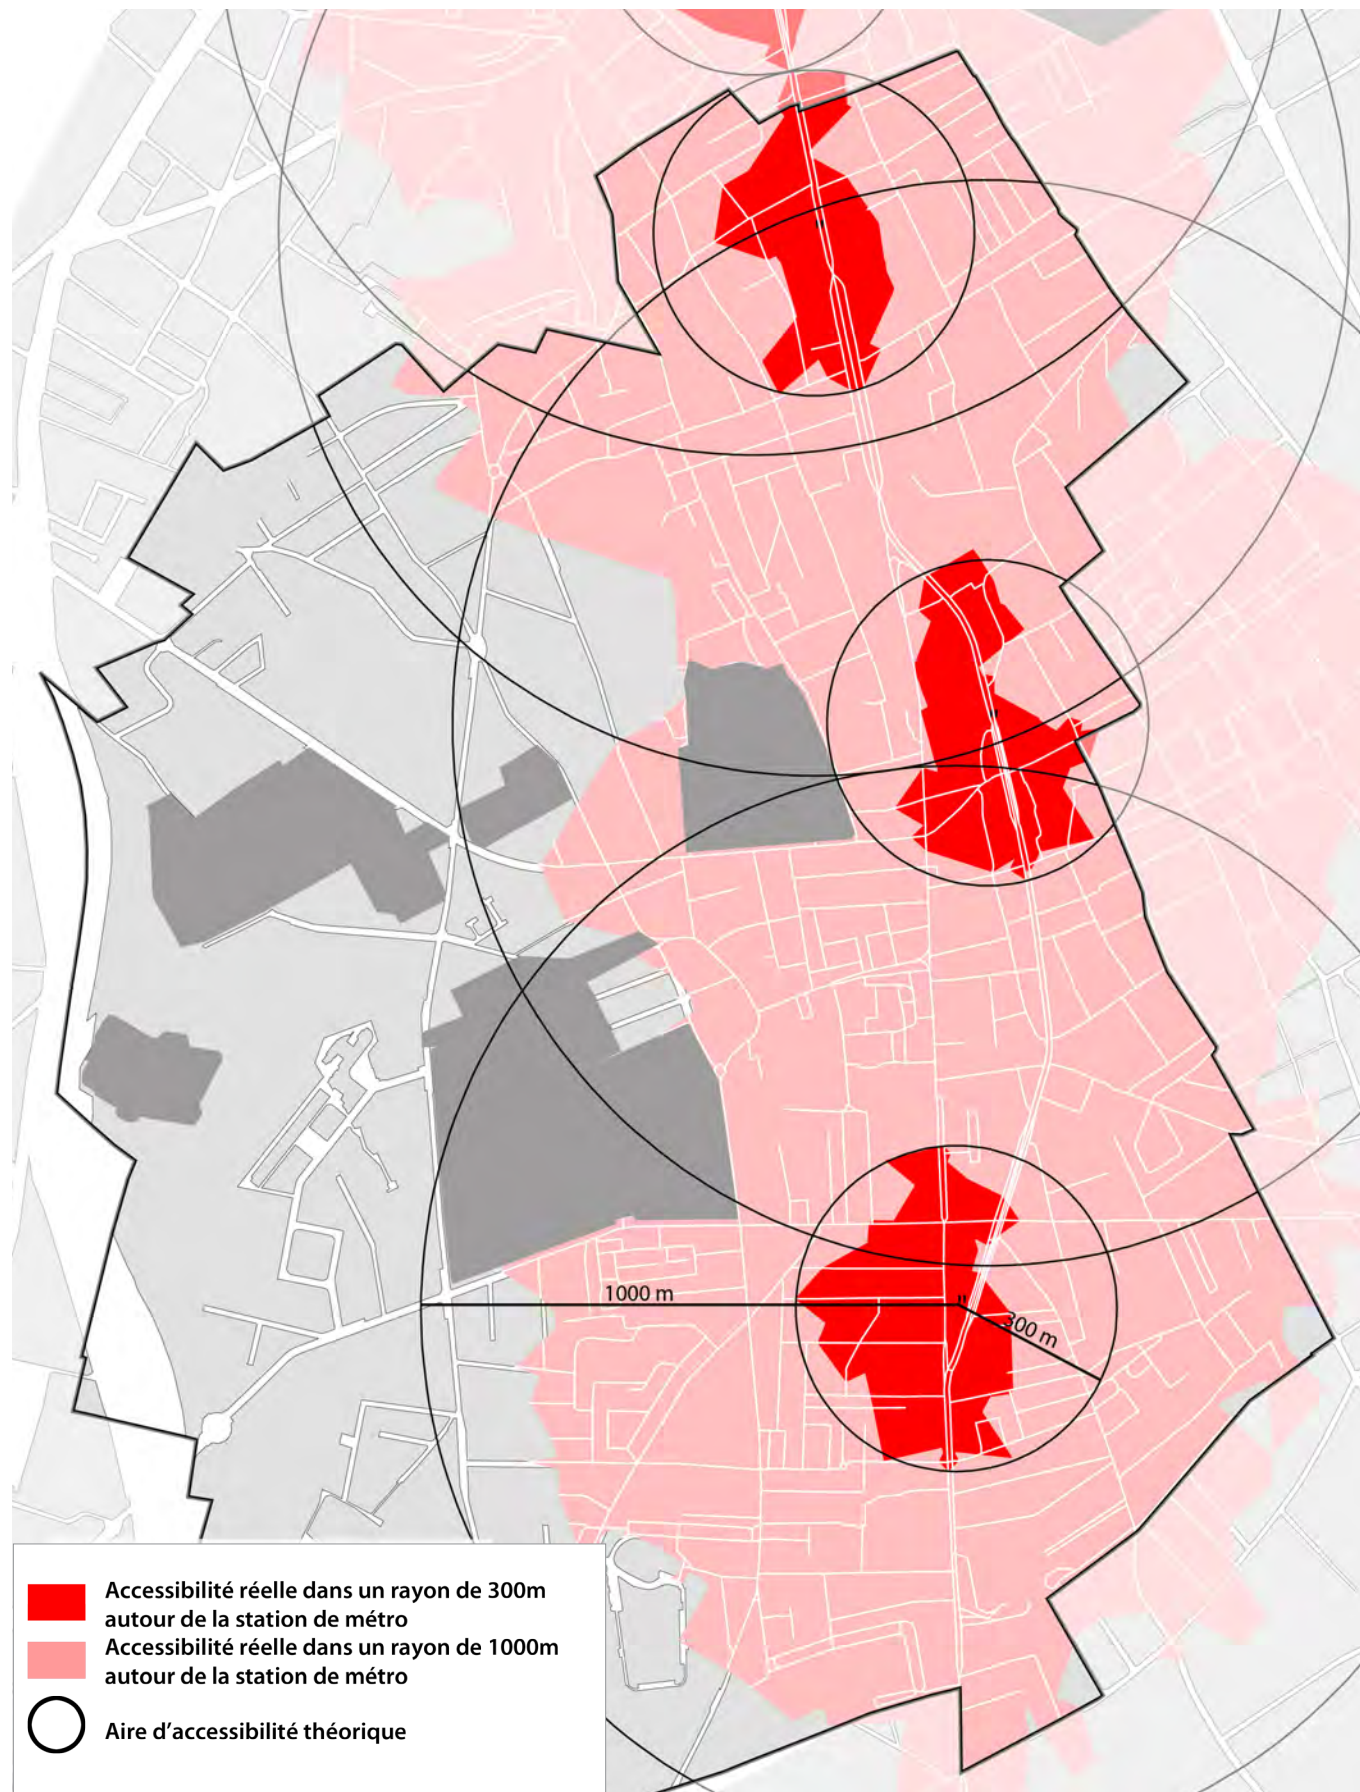 1000 m
300 m
Accessibilité réelle dans un rayon de 300m
autour de la station de métro
Accessibilité réelle dans un rayon de 1000m
autour de la station de métro
Aire d'accessibilité théorique